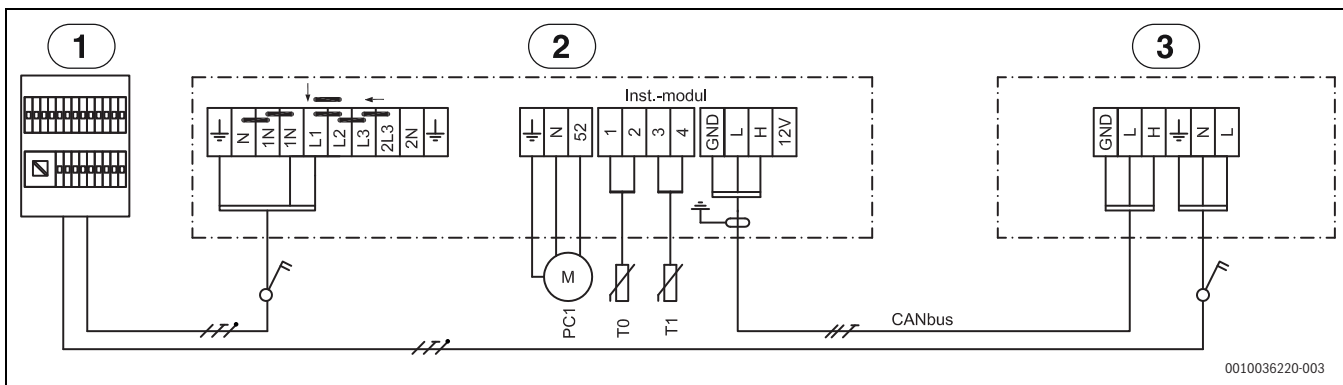 1
2
3
Inst.-modul
⏚ N 1N 1N L1 L2 L3 2L3 2N ⏚
⏚ N 52
1 2 3 4
GND L H 12V
GND L H ⏚ N L
M
PC1
T0
T1
CANbus
0010036220-003